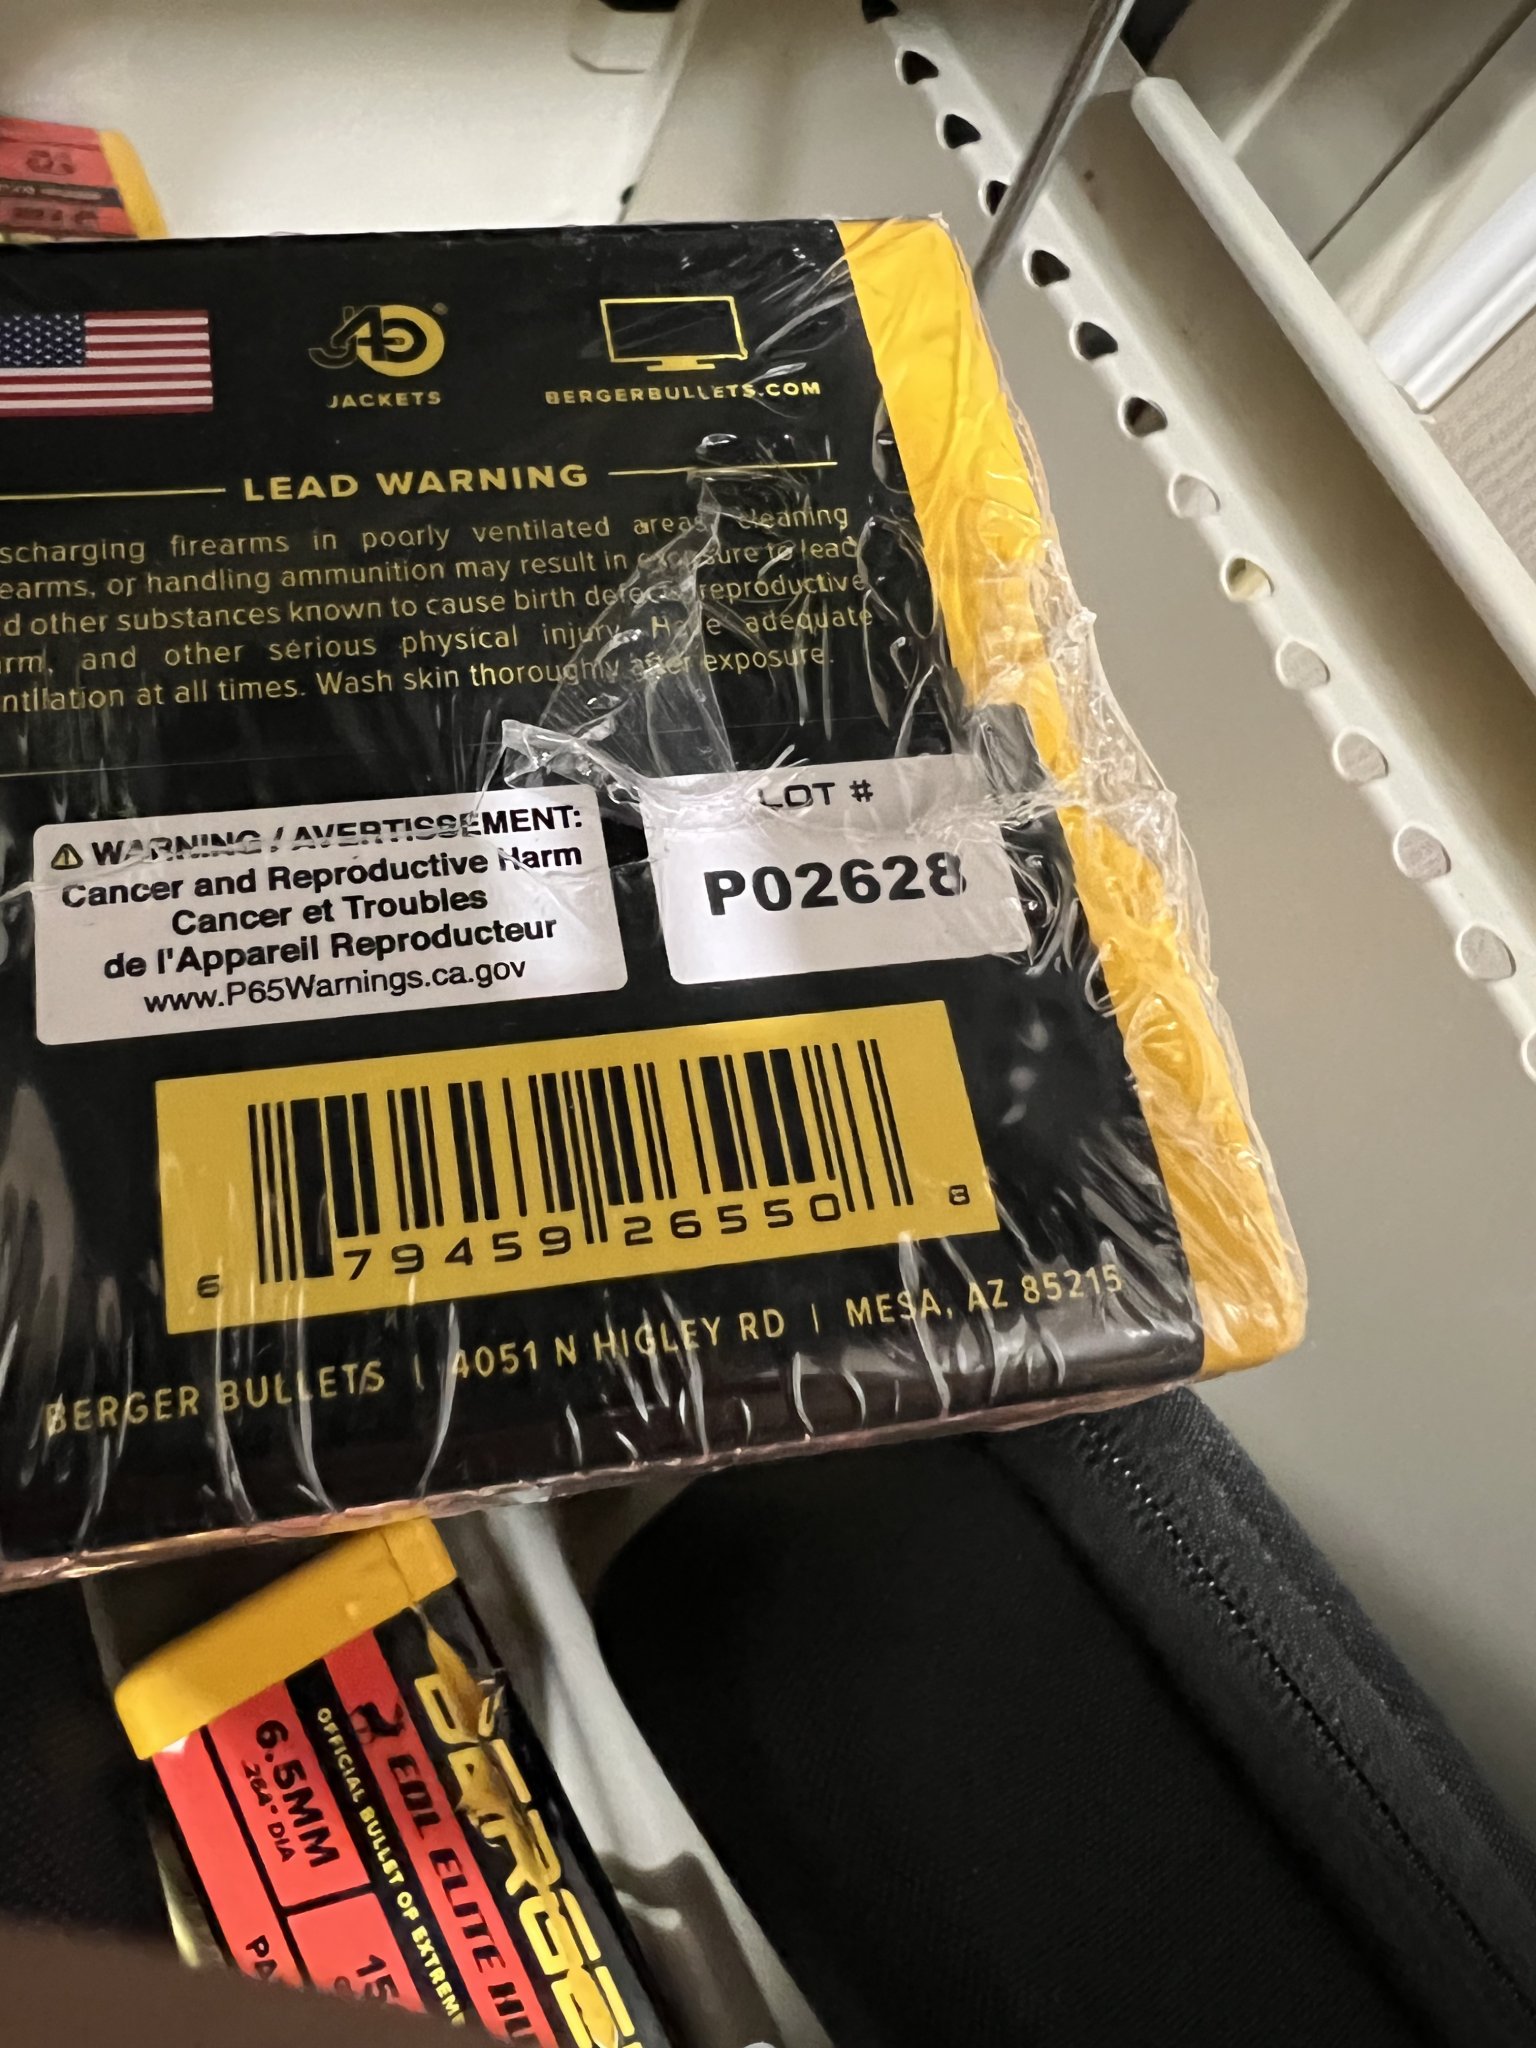 JACKETS
BERGERBULLETS.COM
LEAD WARNING
scharging firearms in poorly ventilated areas, cleaning
earms, or handling ammunition may result in exposure to lead
d other substances known to cause birth defects, reproductive
rm, and other serious physical injury. Have adequate
ntilation at all times. Wash skin thoroughly after exposure.
WARNING / AVERTISSEMENT:
Cancer and Reproductive Harm
Cancer et Troubles
de l'Appareil Reproducteur
www.P65Warnings.ca.gov
LOT #
P02628
6 79459 26550 8
BERGER BULLETS | 4051 N HIGLEY RD | MESA, AZ 85215
BERGER
EOL ELITE HU
OFFICIAL BULLET OF EXTREME
6.5MM
.264" DIA
15
PA